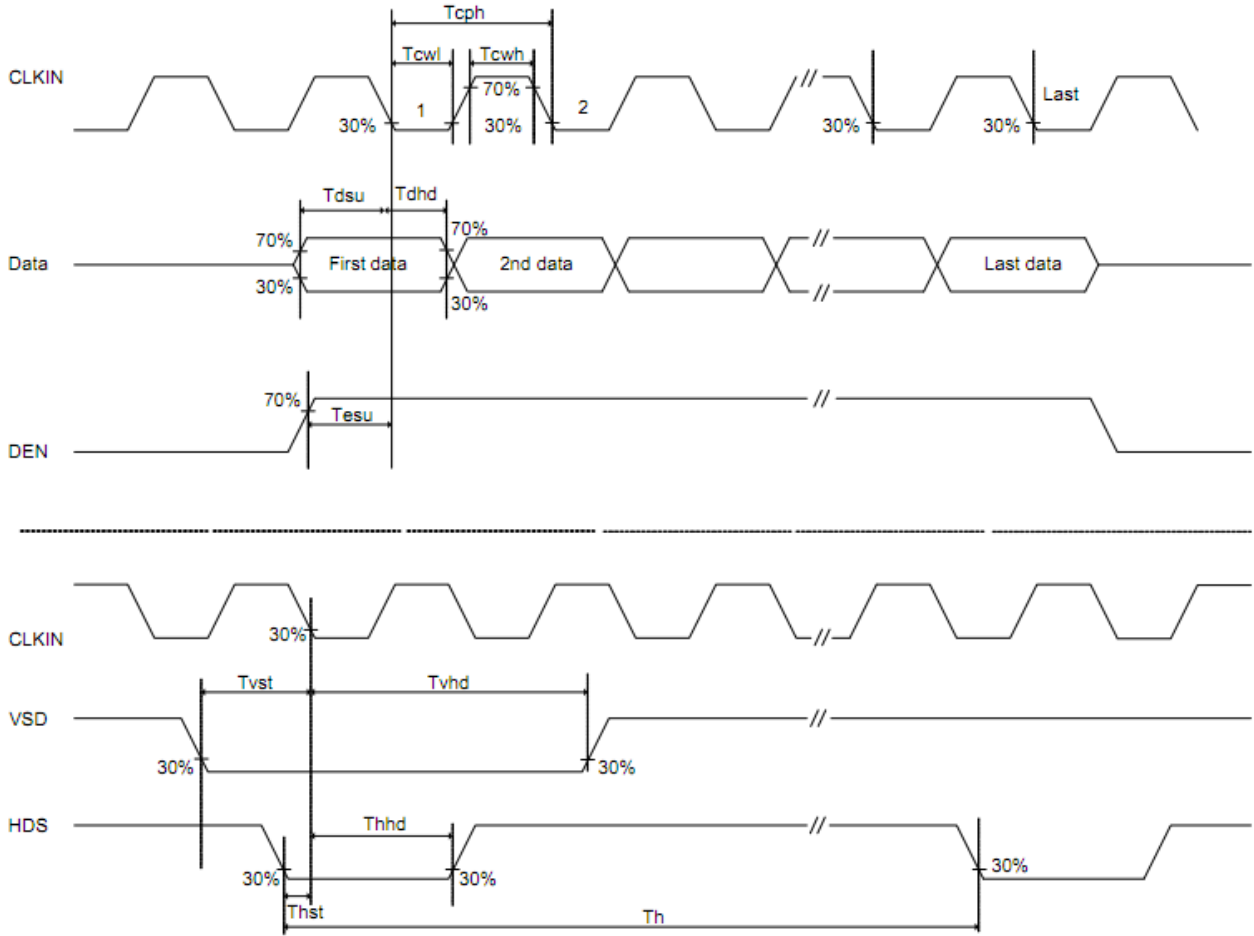 Tcph
Tcwl
Tcwh
CLKIN
70%
Last
1
2
30%
30%
30%
30%
Tdsu
Tdhd
70%
70%
Data
First data
2nd data
Last data
30%
30%
70%
Tesu
DEN
CLKIN
30%
Tvst
Tvhd
VSD
30%
30%
HDS
Thhd
30%
30%
30%
Thst
Th